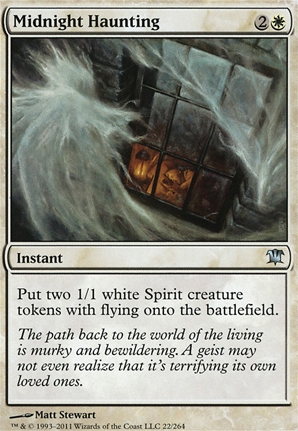 Midnight Haunting 2
Instant
Put two 1/1 white Spirit creature
tokens with flying onto the battlefield.
The path back to the world of the living
is murky and bewildering. A geist may
not even realize that it's terrifying its own
loved ones.
Matt Stewart
™ & © 1993–2011 Wizards of the Coast LLC 22/264